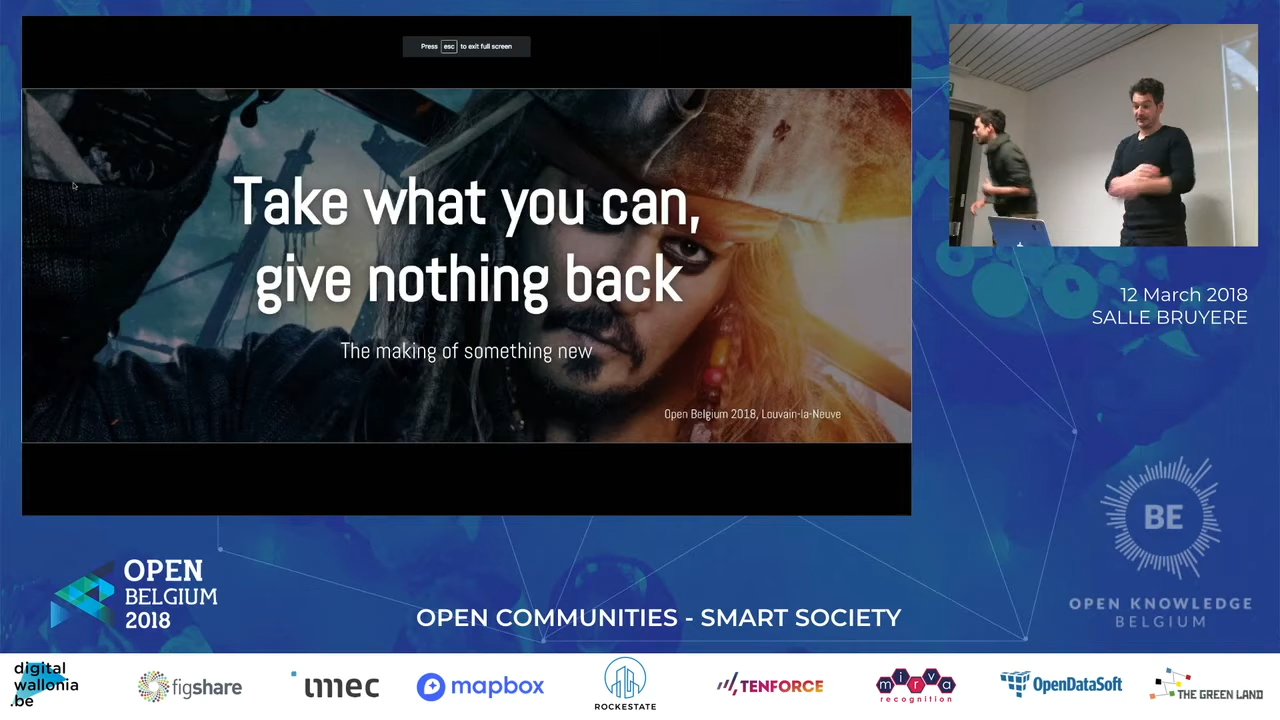 Press esc to exit full screen
Take what you can,
give nothing back
The making of something new
Open Belgium 2018, Louvain-la-Neuve
12 March 2018
SALLE BRUYERE
BE
OPEN KNOWLEDGE
BELGIUM
OPEN
BELGIUM
2018
OPEN COMMUNITIES - SMART SOCIETY
digital
wallonia
.be
figshare
imec
mapbox
ROCKESTATE
TENFORCE
mirva
recognition
OpenDataSoft
THE GREEN LAND